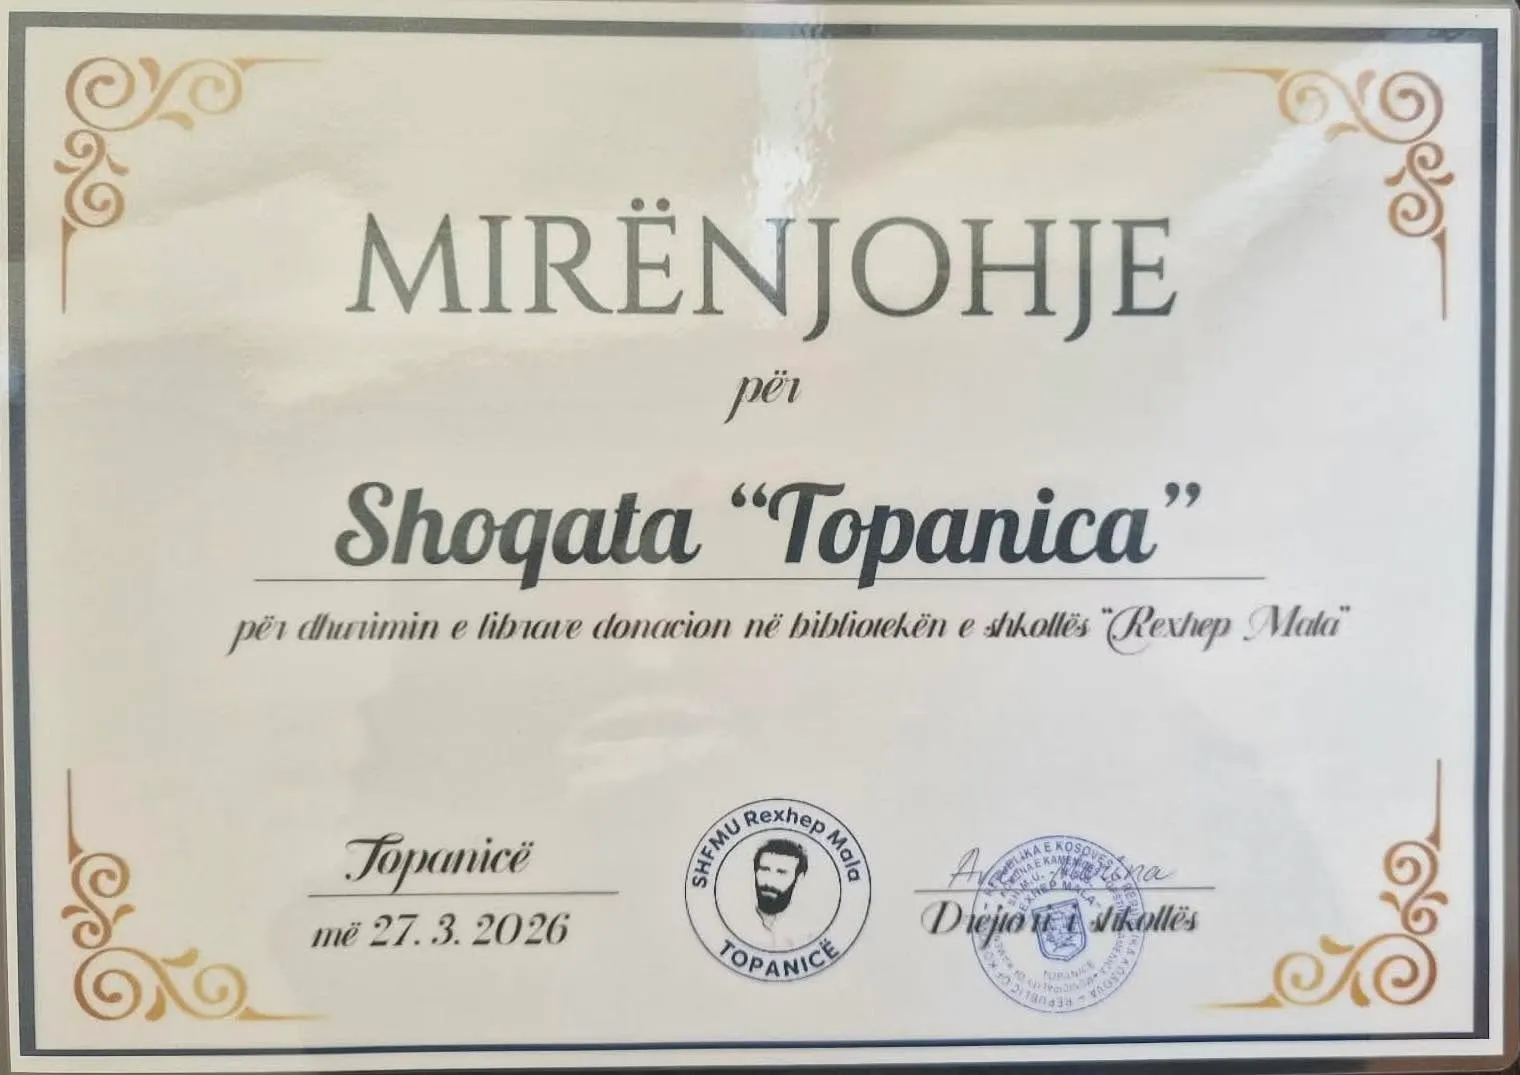 MIRËNJOHJE
për
Shoqata “Topanica”
për dhurimin e librave donacion në bibliotekën e shkollës "Rexhep Mala"
Topanicë
më 27. 3. 2026
SHFMU Rexhep Mala
TOPANICË
Drejtori i shkollës